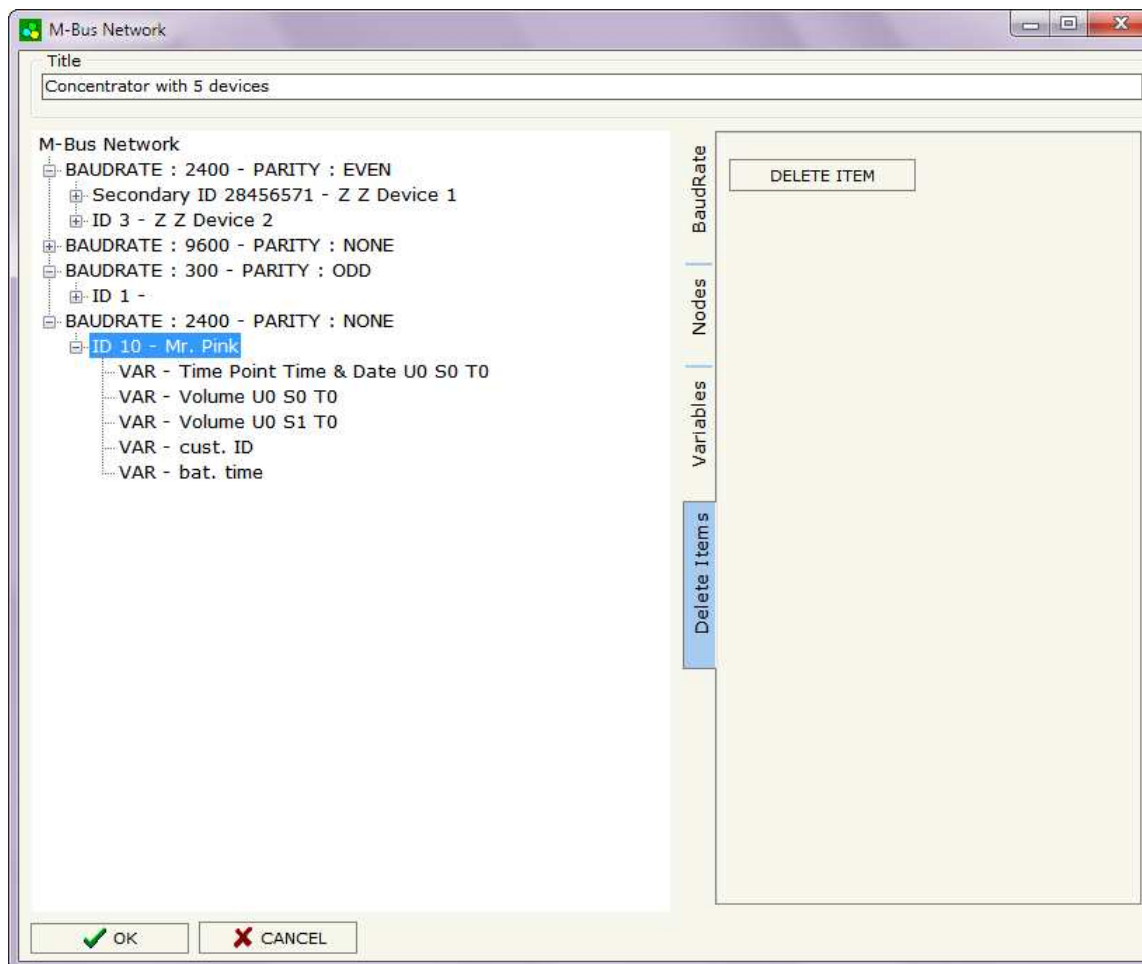 M-Bus Network
Title
Concentrator with 5 devices
M-Bus Network
BAUDRATE : 2400 - PARITY : EVEN
Secondary ID 28456571 - Z Z Device 1
ID 3 - Z Z Device 2
BAUDRATE : 9600 - PARITY : NONE
BAUDRATE : 300 - PARITY : ODD
ID 1 -
BAUDRATE : 2400 - PARITY : NONE
ID 10 - Mr. Pink
VAR - Time Point Time & Date U0 S0 T0
VAR - Volume U0 S0 T0
VAR - Volume U0 S1 T0
VAR - cust. ID
VAR - bat. time
BaudRate
Nodes
Variables
Delete Items
DELETE ITEM
OK
CANCEL